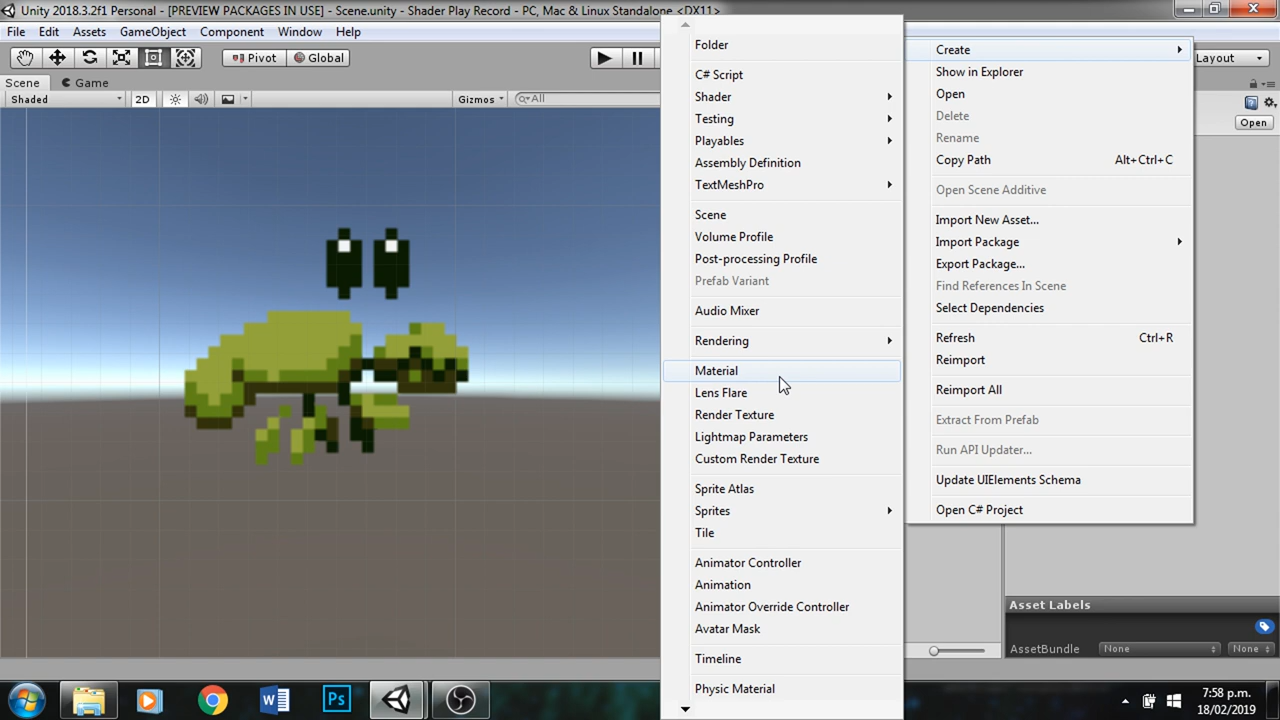 Unity 2018.3.2f1 Personal - [PREVIEW PACKAGES IN USE] - Scene.unity - Shader Play Record - PC, Mac & Linux Standalone <DX11>
File Edit Assets GameObject Component Window Help
Pivot Global
Layout
Scene Game
Shaded 2D Gizmos All
Open
Folder
C# Script
Shader
Testing
Playables
Assembly Definition
TextMeshPro
Scene
Volume Profile
Post-processing Profile
Prefab Variant
Audio Mixer
Rendering
Material
Lens Flare
Render Texture
Lightmap Parameters
Custom Render Texture
Sprite Atlas
Sprites
Tile
Animator Controller
Animation
Animator Override Controller
Avatar Mask
Timeline
Physic Material
Create
Show in Explorer
Open
Delete
Rename
Copy Path Alt+Ctrl+C
Open Scene Additive
Import New Asset...
Import Package
Export Package...
Find References In Scene
Select Dependencies
Refresh Ctrl+R
Reimport
Reimport All
Extract From Prefab
Run API Updater...
Update UIElements Schema
Open C# Project
Asset Labels
AssetBundle None None
W Ps
7:58 p.m.
18/02/2019